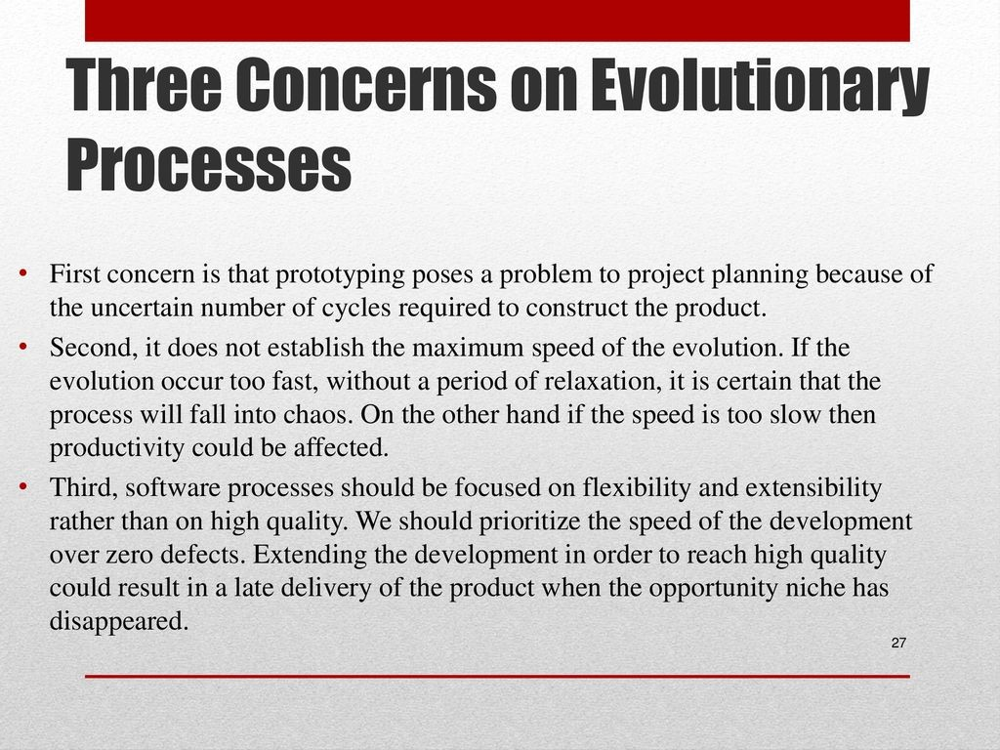 Three Concerns on Evolutionary
Processes
• First concern is that prototyping poses a problem to project planning because of
the uncertain number of cycles required to construct the product.
• Second, it does not establish the maximum speed of the evolution. If the
evolution occur too fast, without a period of relaxation, it is certain that the
process will fall into chaos. On the other hand if the speed is too slow then
productivity could be affected.
• Third, software processes should be focused on flexibility and extensibility
rather than on high quality. We should prioritize the speed of the development
over zero defects. Extending the development in order to reach high quality
could result in a late delivery of the product when the opportunity niche has
disappeared.
27